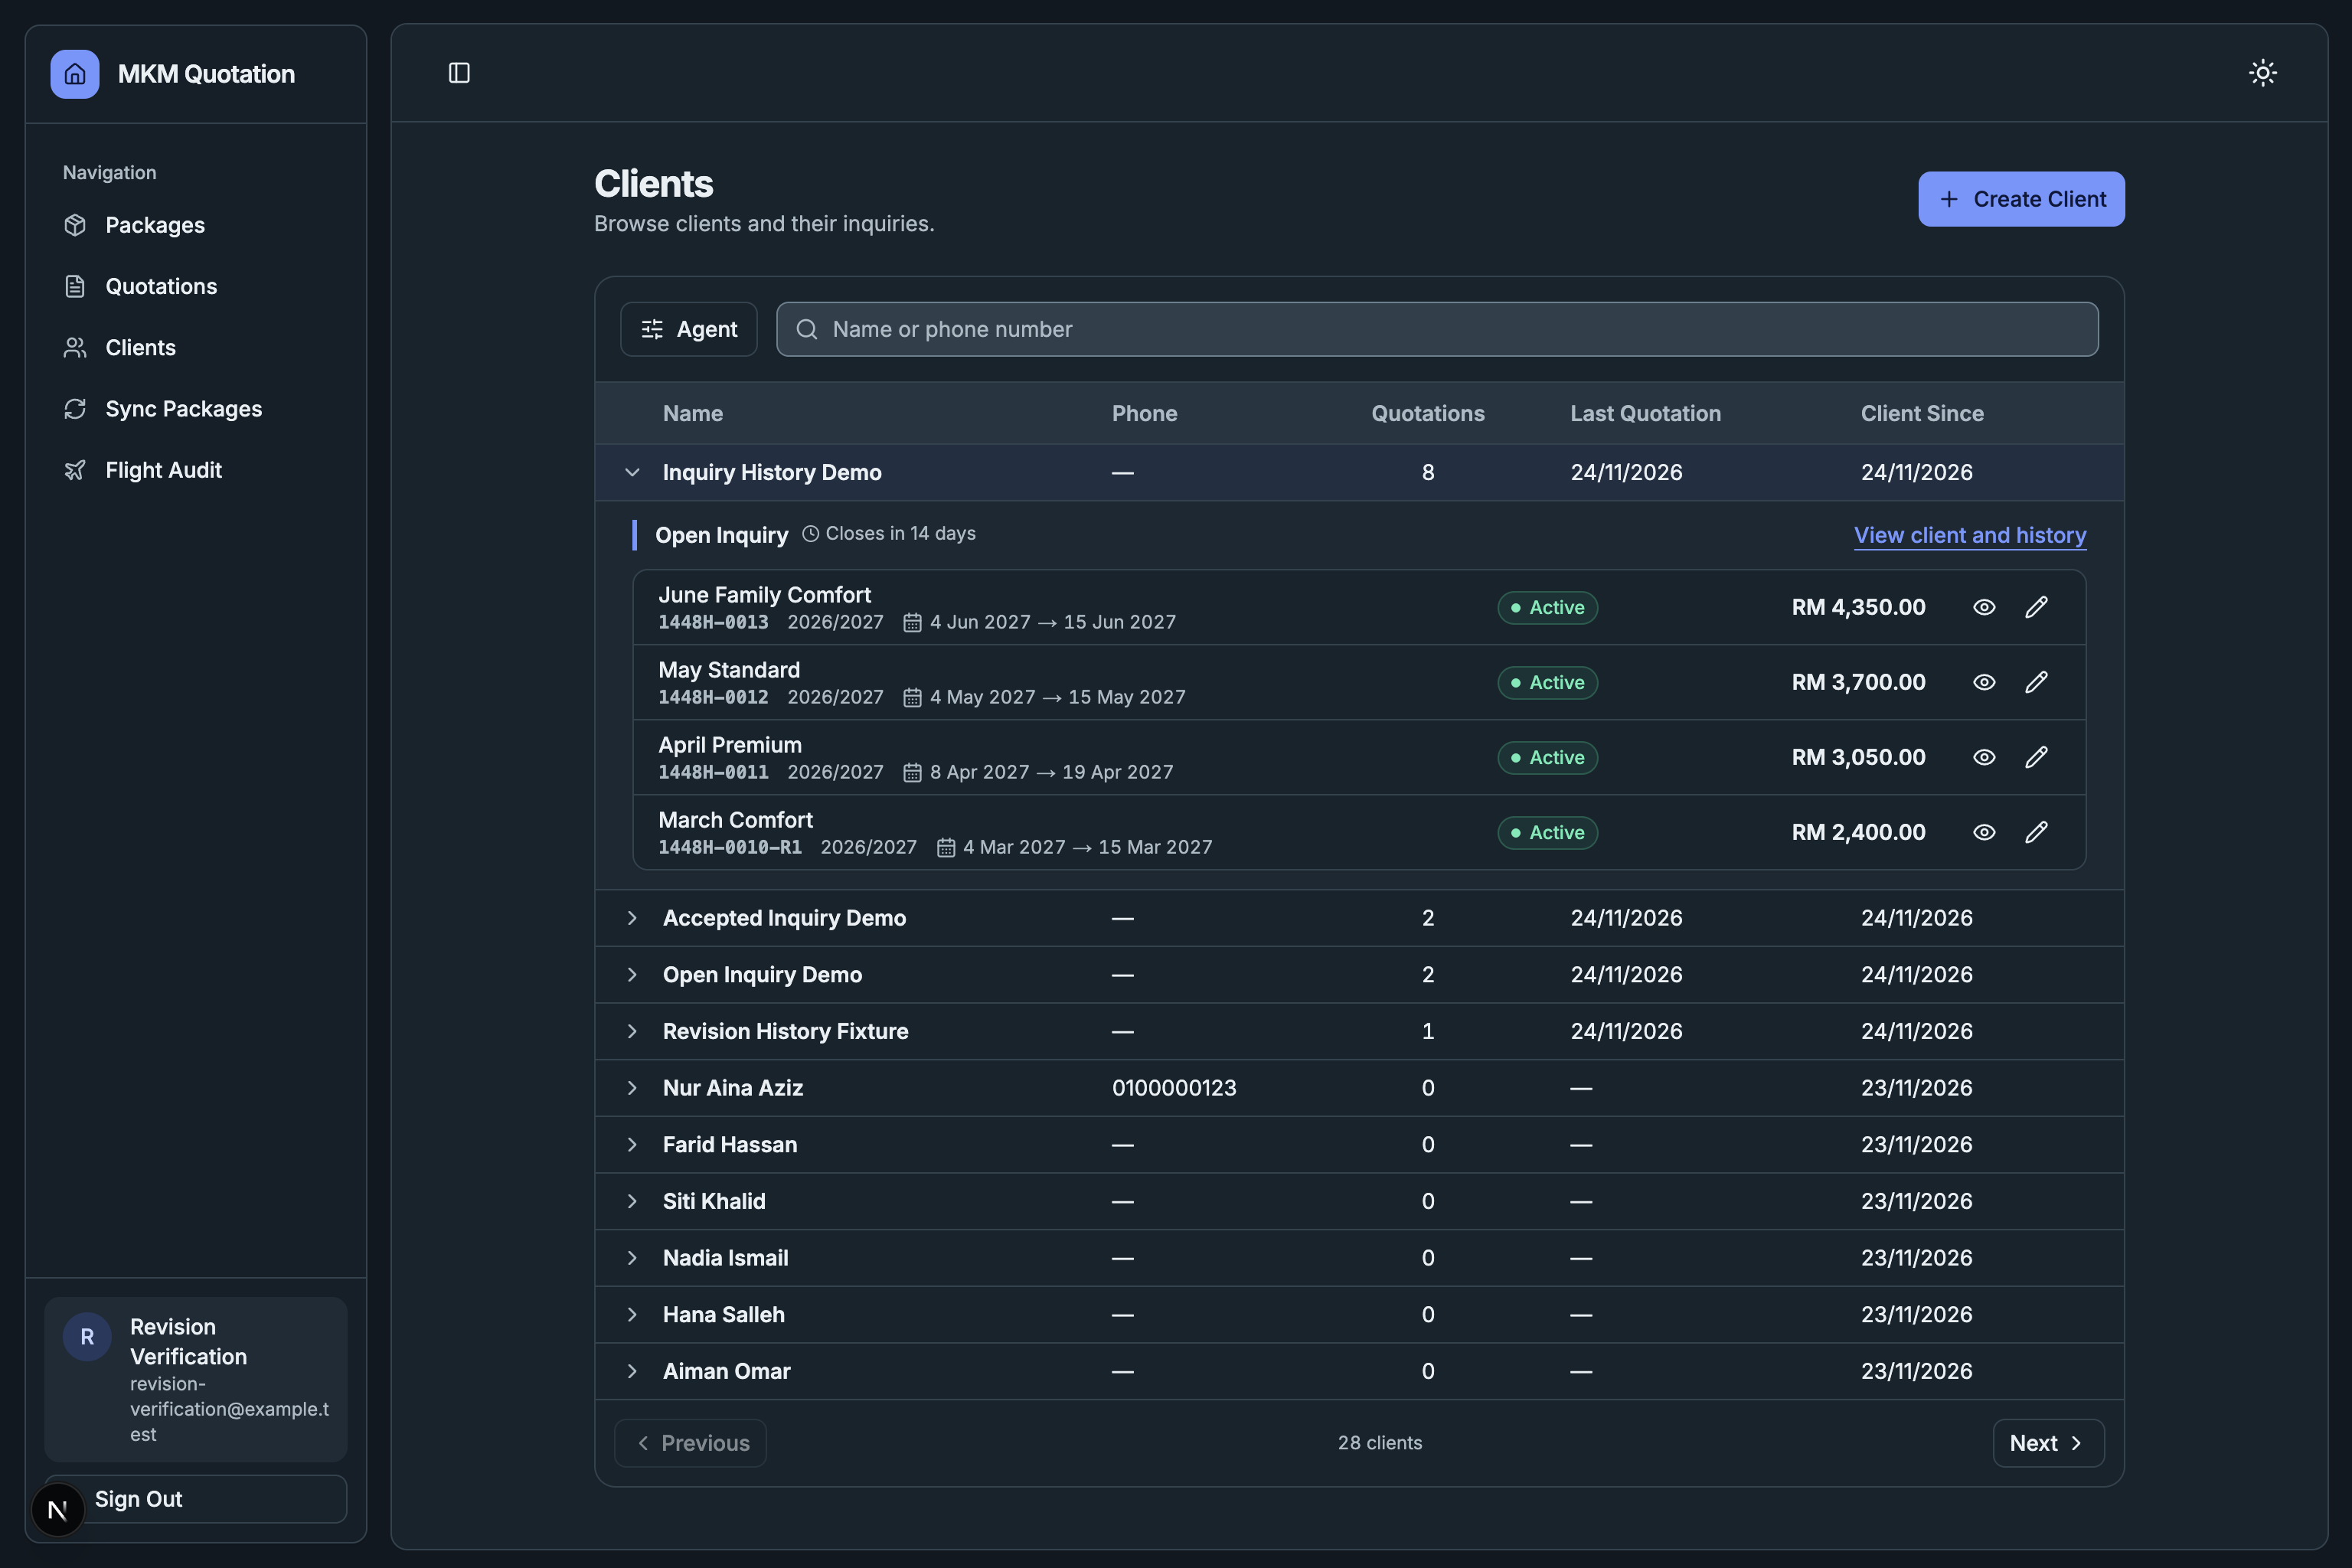 MKM Quotation
Navigation
Packages
Quotations
Clients
Sync Packages
Flight Audit
R
Revision
Verification
revision-
verification@example.t
est
N
Sign Out
Clients
Browse clients and their inquiries.
Create Client
Agent
Name or phone number
Name Phone Quotations Last Quotation Client Since
Inquiry History Demo — 8 24/11/2026 24/11/2026
Open Inquiry Closes in 14 days View client and history
June Family Comfort
1448H–0013 2026/2027 4 Jun 2027 → 15 Jun 2027 Active RM 4,350.00
May Standard
1448H–0012 2026/2027 4 May 2027 → 15 May 2027 Active RM 3,700.00
April Premium
1448H–0011 2026/2027 8 Apr 2027 → 19 Apr 2027 Active RM 3,050.00
March Comfort
1448H–0010–R1 2026/2027 4 Mar 2027 → 15 Mar 2027 Active RM 2,400.00
Accepted Inquiry Demo — 2 24/11/2026 24/11/2026
Open Inquiry Demo — 2 24/11/2026 24/11/2026
Revision History Fixture — 1 24/11/2026 24/11/2026
Nur Aina Aziz 0100000123 0 — 23/11/2026
Farid Hassan — 0 — 23/11/2026
Siti Khalid — 0 — 23/11/2026
Nadia Ismail — 0 — 23/11/2026
Hana Salleh — 0 — 23/11/2026
Aiman Omar — 0 — 23/11/2026
Previous 28 clients Next